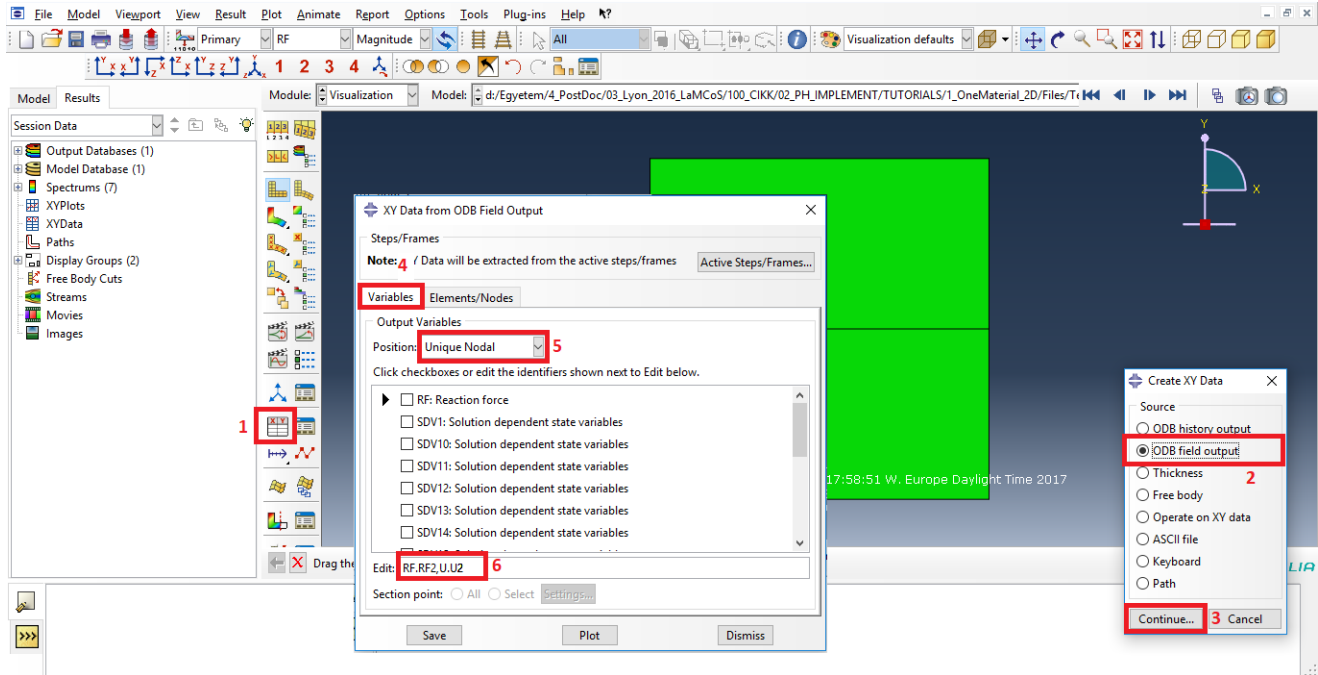 File Model Viewport View Result Plot Animate Report Options Tools Plug-ins Help
Primary RF Magnitude All Visualization defaults
1 2 3 4
Model Results
Module: Visualization Model: d:/Egyetem/4_PostDoc/03_Lyon_2016_LaMCoS/100_CIKK/02_PH_IMPLEMENT/TUTORIALS/1_OneMaterial_2D/Files/Te
Session Data
Output Databases (1)
Model Database (1)
Spectrums (7)
XYPlots
XYData
Paths
Display Groups (2)
Free Body Cuts
Streams
Movies
Images
1
Y
X
Z
XY Data from ODB Field Output
Steps/Frames
Note: 4 Y Data will be extracted from the active steps/frames Active Steps/Frames...
Variables Elements/Nodes
Output Variables
Position: Unique Nodal 5
Click checkboxes or edit the identifiers shown next to Edit below.
RF: Reaction force
SDV1: Solution dependent state variables
SDV10: Solution dependent state variables
SDV11: Solution dependent state variables
SDV12: Solution dependent state variables
SDV13: Solution dependent state variables
SDV14: Solution dependent state variables
Edit: RF.RF2,U.U2 6
Section point: All Select Settings...
Save Plot Dismiss
17:58:51 W. Europe Daylight Time 2017
Create XY Data
Source
ODB history output
ODB field output
2
Thickness
Free body
Operate on XY data
ASCII file
Keyboard
Path
Continue... 3 Cancel
Drag the
LIA
>>>